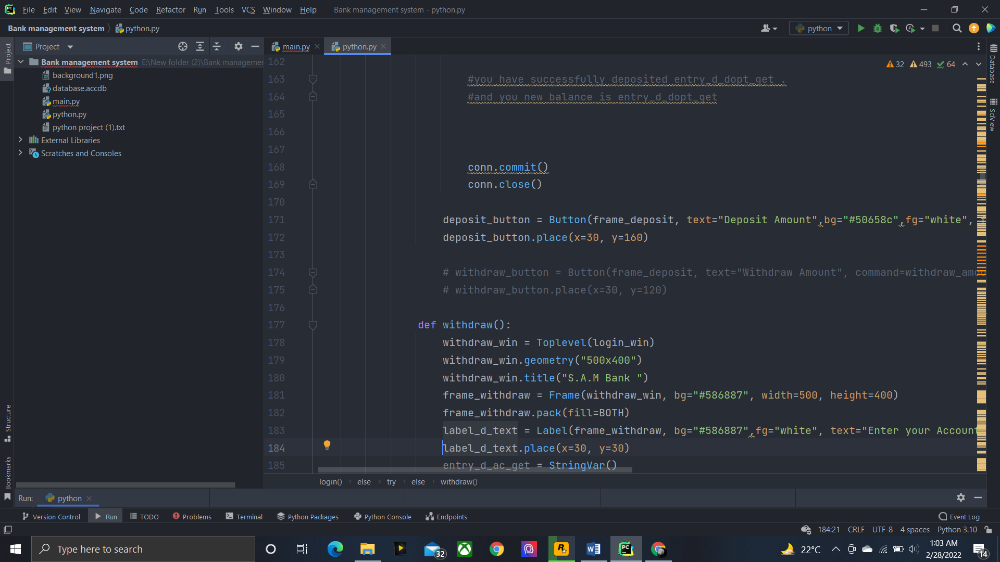 File Edit View Navigate Code Refactor Run Tools VCS Window Help Bank management system - python.py
Bank management system python.py python
Project main.py python.py
Bank management system E:\New folder (2)\Bank managemen
background1.png
database.accdb
main.py
python.py
python project (1).txt
External Libraries
Scratches and Consoles
Project
Structure
Bookmarks
Database
SciView
32 493 64
162
163 #you have successfully deposited entry_d_dopt_get .
164 #and you new balance is entry_d_dopt_get
165
166
167
168 conn.commit()
169 conn.close()
170
171 deposit_button = Button(frame_deposit, text="Deposit Amount",bg="#50658c",fg="white", f
172 deposit_button.place(x=30, y=160)
173
174 # withdraw_button = Button(frame_deposit, text="Withdraw Amount", command=withdraw_amou
175 # withdraw_button.place(x=30, y=120)
176
177 def withdraw():
178 withdraw_win = Toplevel(login_win)
179 withdraw_win.geometry("500x400")
180 withdraw_win.title("S.A.M Bank ")
181 frame_withdraw = Frame(withdraw_win, bg="#586887", width=500, height=400)
182 frame_withdraw.pack(fill=BOTH)
183 label_d_text = Label(frame_withdraw, bg="#586887",fg="white", text="Enter your Account
184 label_d_text.place(x=30, y=30)
185 entry_d_ac_get = StringVar()
login() else try else withdraw()
Run: python
Version Control Run TODO Problems Terminal Python Packages Python Console Endpoints Event Log
184:21 CRLF UTF-8 4 spaces Python 3.10
Type here to search 32 22°C 1:03 AM
2/28/2022 14